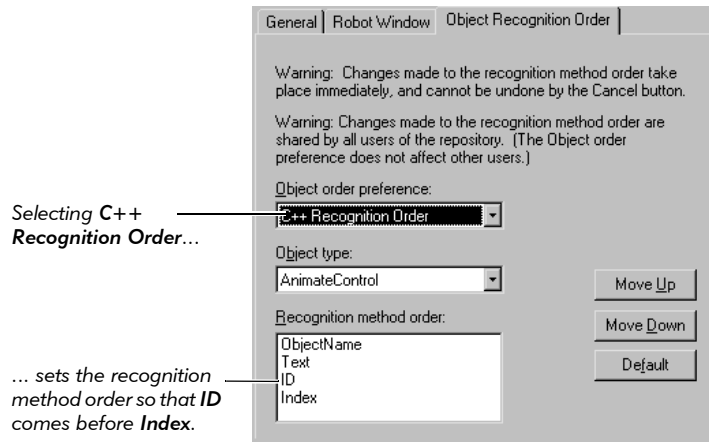 General Robot Window Object Recognition Order
Warning:  Changes made to the recognition method order take
place immediately, and cannot be undone by the Cancel button.
Warning: Changes made to the recognition method order are
shared by all users of the repository.  (The Object order
preference does not affect other users.)
Object order preference:
Selecting C++
Recognition Order...
C++ Recognition Order
Object type:
AnimateControl
Move Up
Recognition method order:
Move Down
ObjectName
Text
ID
Index
Default
... sets the recognition
method order so that ID
comes before Index.